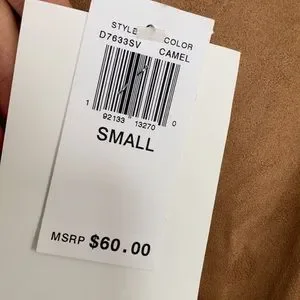 STYLE COLOR
D7633SV CAMEL
1 92133 13270 0
SMALL
MSRP $60.00